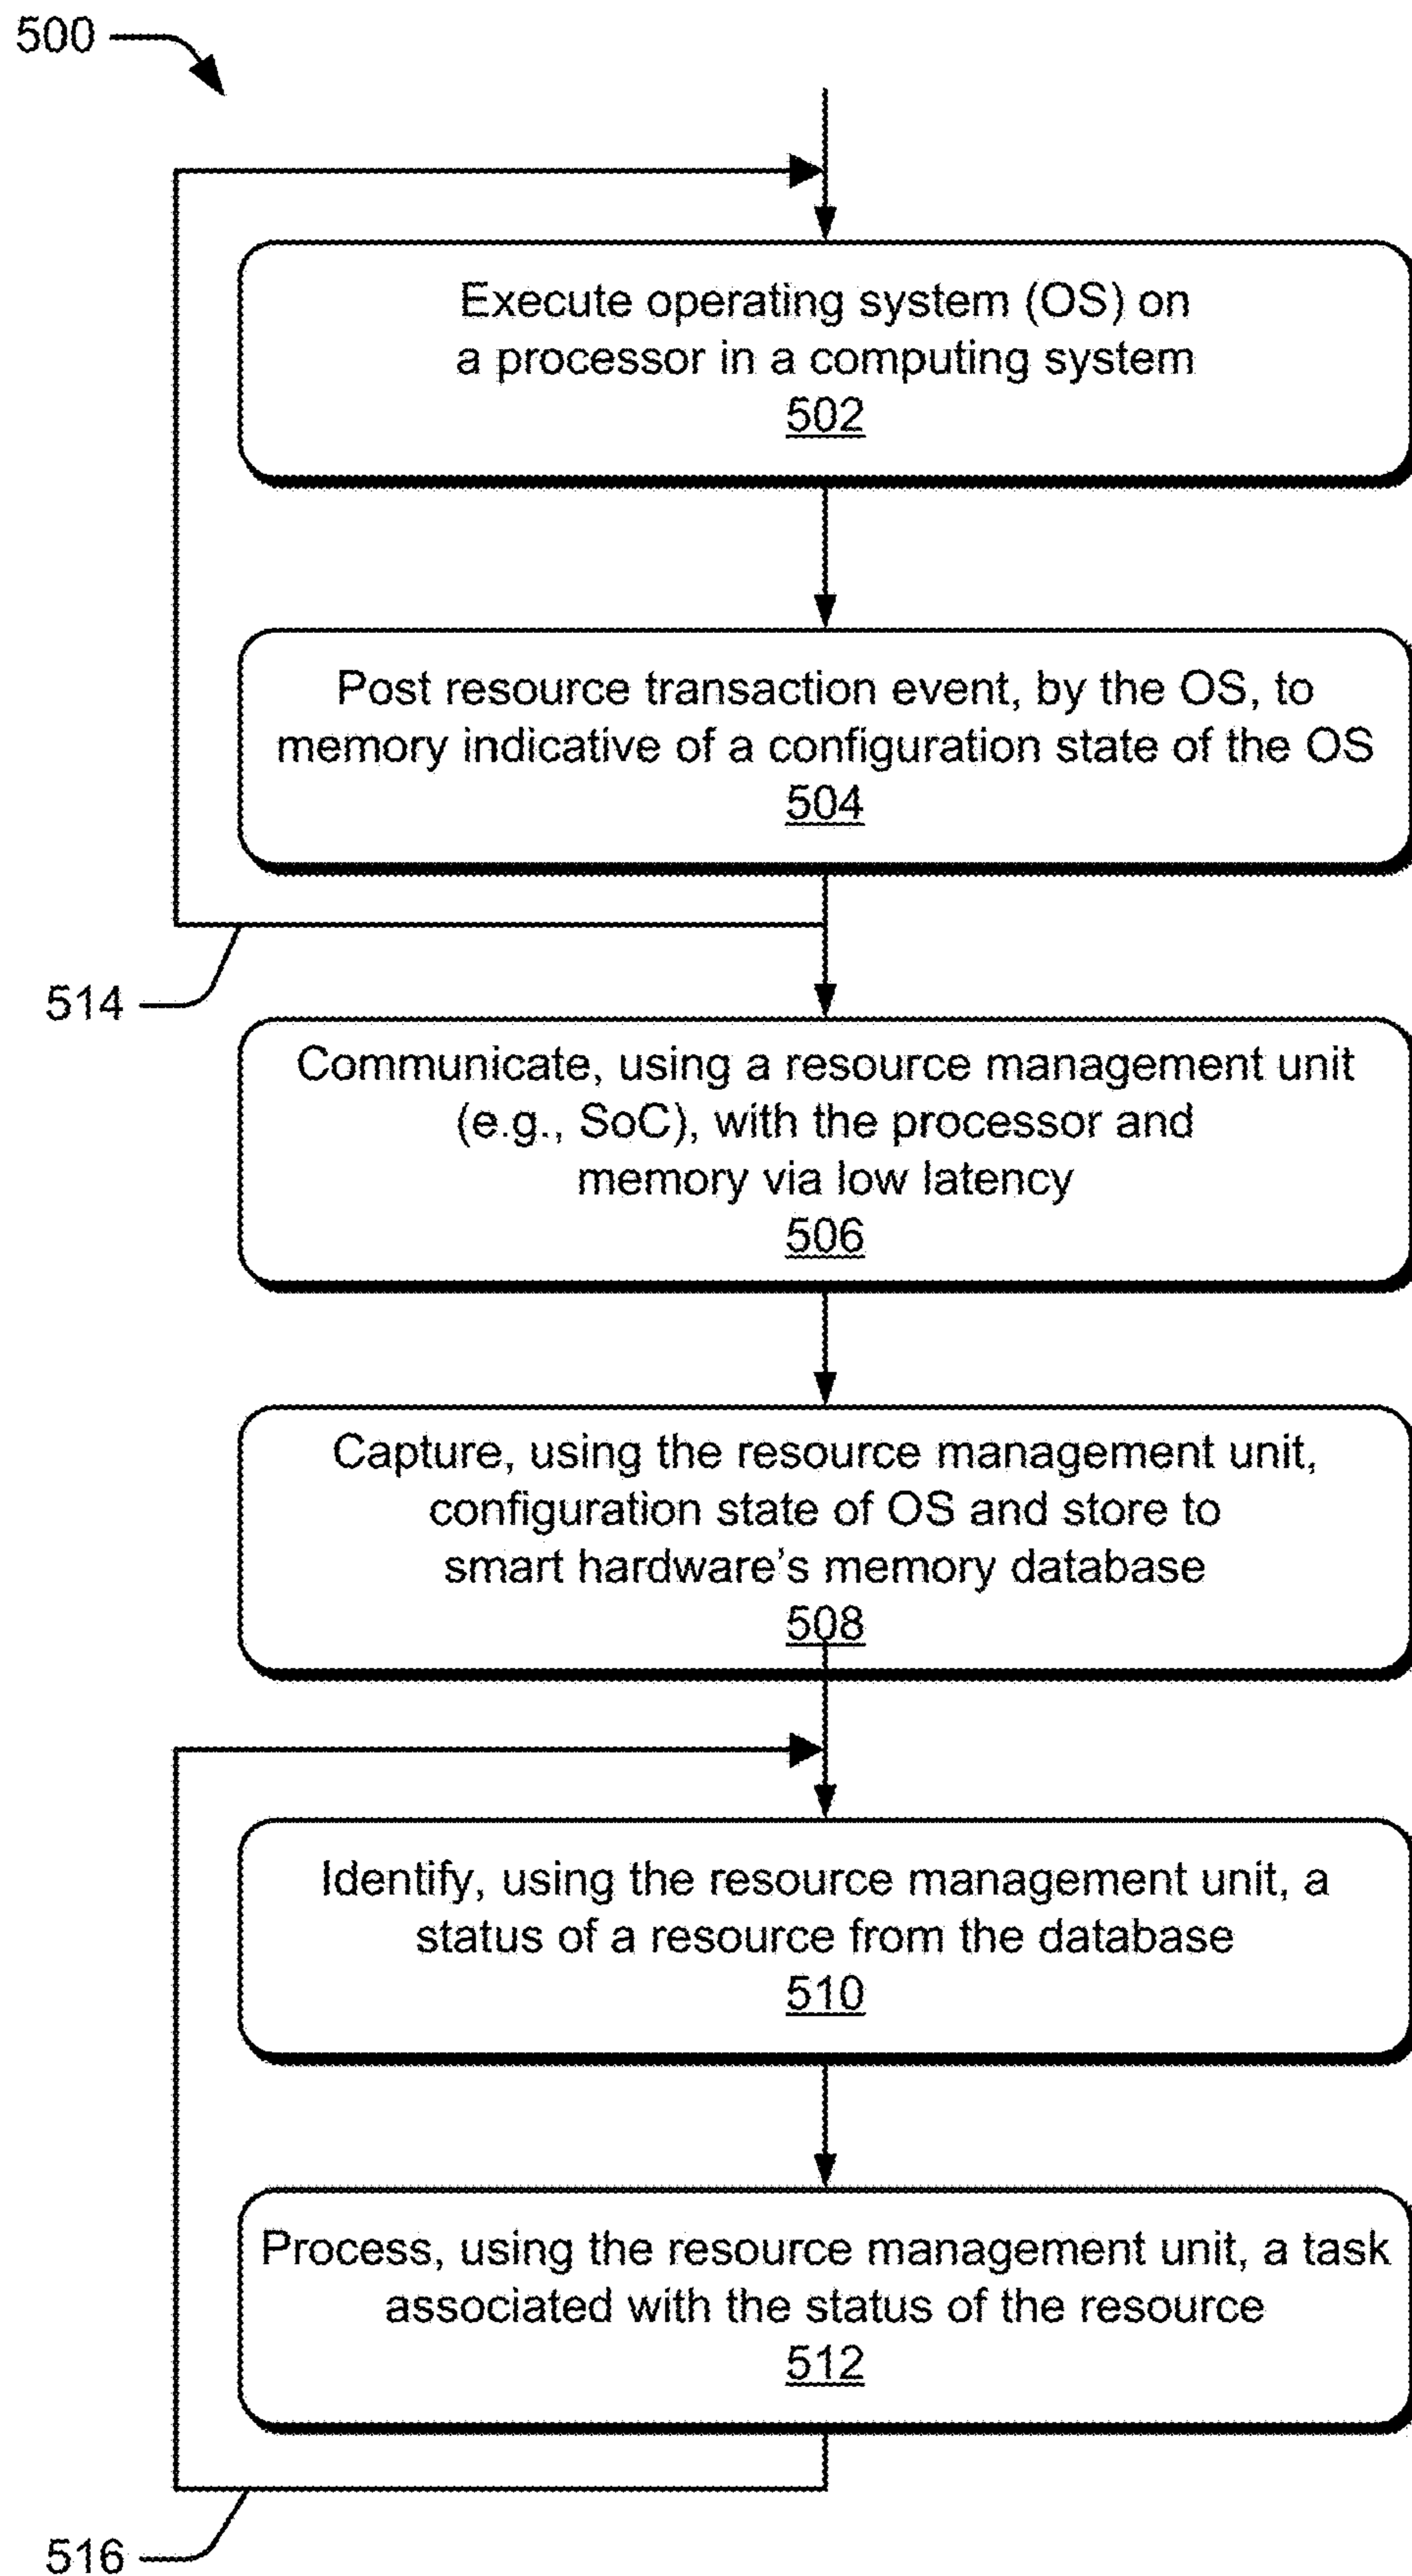 500
Execute operating system (OS) on
a processor in a computing system
502
Post resource transaction event, by the OS, to
memory indicative of a configuration state of the OS
504
514
Communicate, using a resource management unit
(e.g., SoC), with the processor and
memory via low latency
506
Capture, using the resource management unit,
configuration state of OS and store to
smart hardware’s memory database
508
Identify, using the resource management unit, a
status of a resource from the database
510
Process, using the resource management unit, a task
associated with the status of the resource
512
516